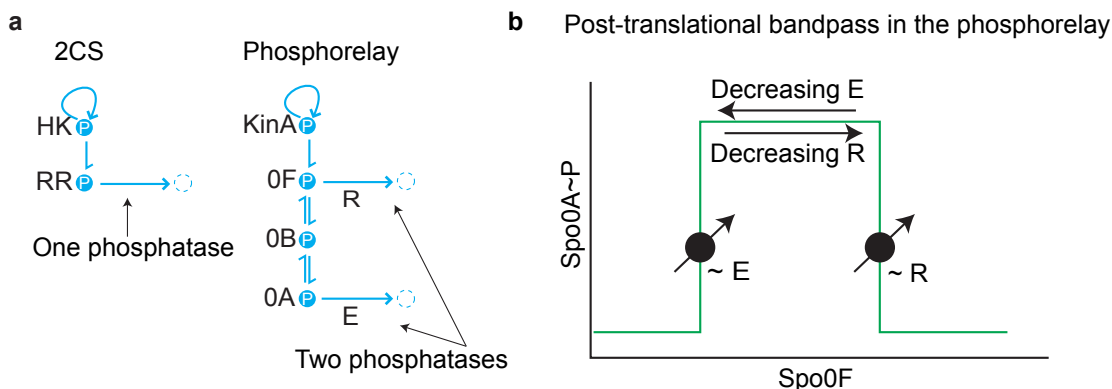 a
2CS
HK P
RR P
One phosphatase
Phosphorelay
KinA P
0F P
R
0B P
0A P
E
Two phosphatases
b Post-translational bandpass in the phosphorelay
Spo0A~P
Decreasing E
Decreasing R
~ E
~ R
Spo0F